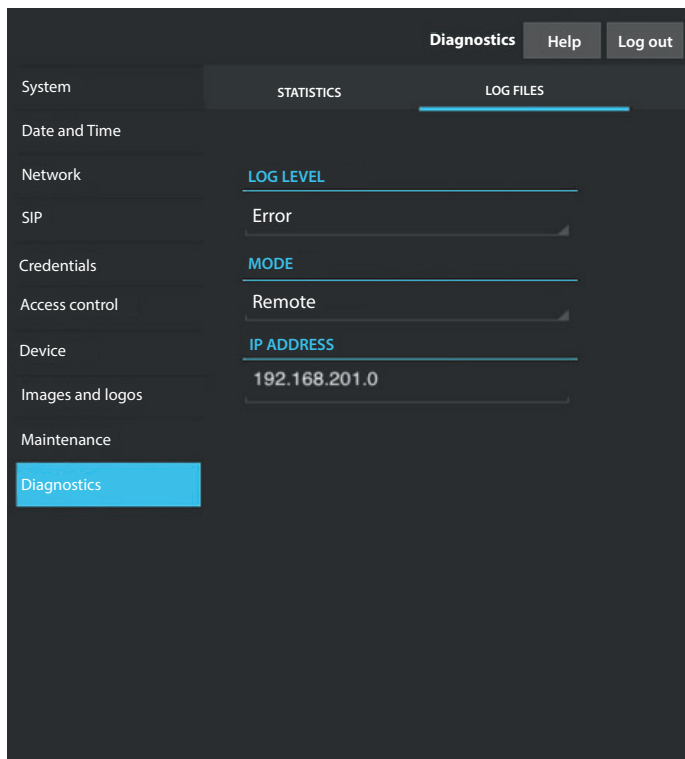 Diagnostics Help Log out
System
Date and Time
Network
SIP
Credentials
Access control
Device
Images and logos
Maintenance
Diagnostics
STATISTICS LOG FILES
LOG LEVEL
Error
MODE
Remote
IP ADDRESS
192.168.201.0